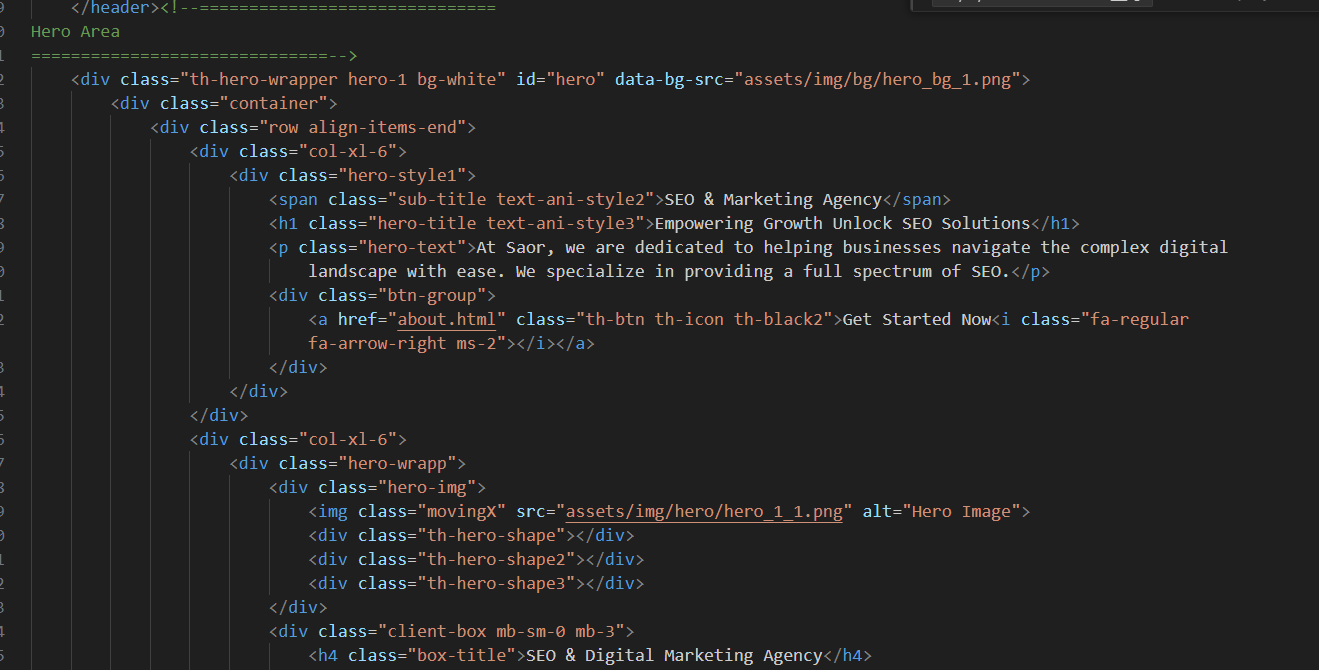 </header><!--==============================
Hero Area
==============================-->
<div class="th-hero-wrapper hero-1 bg-white" id="hero" data-bg-src="assets/img/bg/hero_bg_1.png">
<div class="container">
<div class="row align-items-end">
<div class="col-xl-6">
<div class="hero-style1">
<span class="sub-title text-ani-style2">SEO & Marketing Agency</span>
<h1 class="hero-title text-ani-style3">Empowering Growth Unlock SEO Solutions</h1>
<p class="hero-text">At Saor, we are dedicated to helping businesses navigate the complex digital
landscape with ease. We specialize in providing a full spectrum of SEO.</p>
<div class="btn-group">
<a href="about.html" class="th-btn th-icon th-black2">Get Started Now<i class="fa-regular
fa-arrow-right ms-2"></i></a>
</div>
</div>
</div>
<div class="col-xl-6">
<div class="hero-wrapp">
<div class="hero-img">
<img class="movingX" src="assets/img/hero/hero_1_1.png" alt="Hero Image">
<div class="th-hero-shape"></div>
<div class="th-hero-shape2"></div>
<div class="th-hero-shape3"></div>
</div>
<div class="client-box mb-sm-0 mb-3">
<h4 class="box-title">SEO & Digital Marketing Agency</h4>